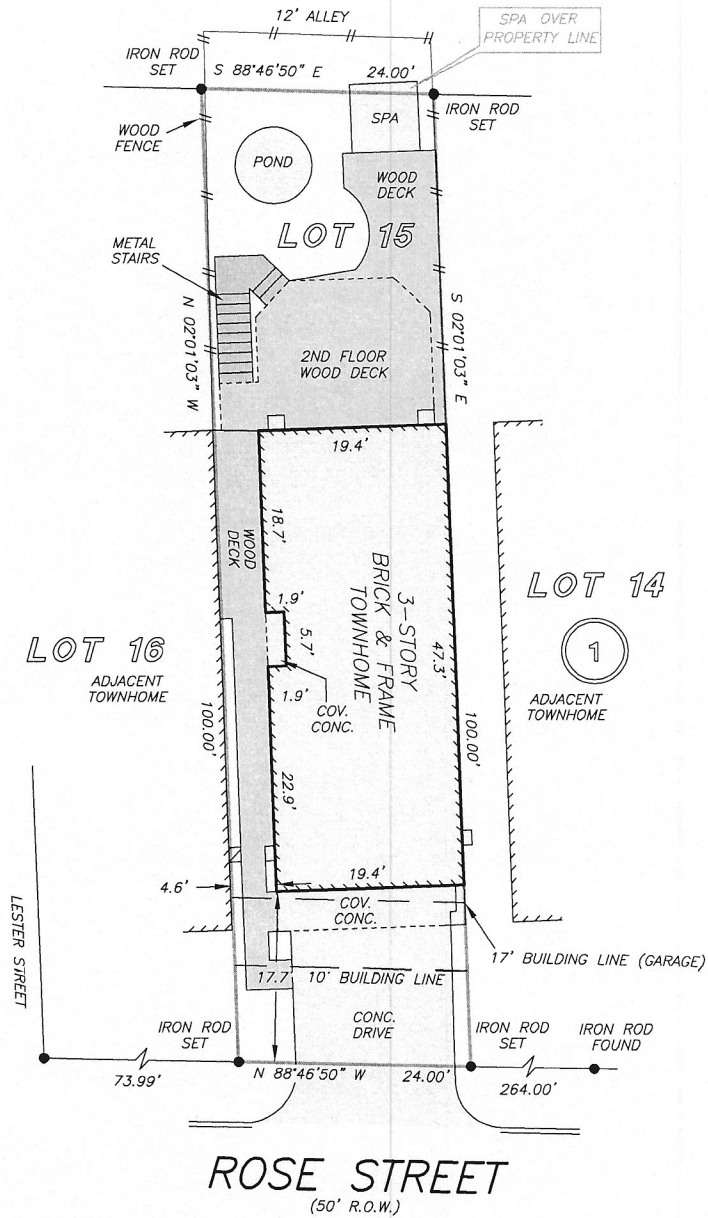 12' ALLEY
SPA OVER
PROPERTY LINE
IRON ROD
SET
S 88°46'50" E
24.00'
IRON ROD
SET
SPA
WOOD
FENCE
POND
WOOD
DECK
LOT 15
METAL
STAIRS
N 02°01'03" W
S 02°01'03" E
2ND FLOOR
WOOD DECK
19.4'
18.7'
WOOD
DECK
3-STORY
BRICK & FRAME
TOWNHOME
LOT 14
1
ADJACENT
TOWNHOME
1.9'
5.7'
47.3'
LOT 16
ADJACENT
TOWNHOME
1.9'
COV.
CONC.
100.00'
100.00'
22.9'
19.4'
4.6'
COV.
CONC.
LESTER STREET
17' BUILDING LINE (GARAGE)
17.7'
10' BUILDING LINE
CONC.
DRIVE
IRON ROD
SET
IRON ROD
SET
IRON ROD
FOUND
73.99'
N 88°46'50" W
24.00'
264.00'
ROSE STREET
(50' R.O.W.)